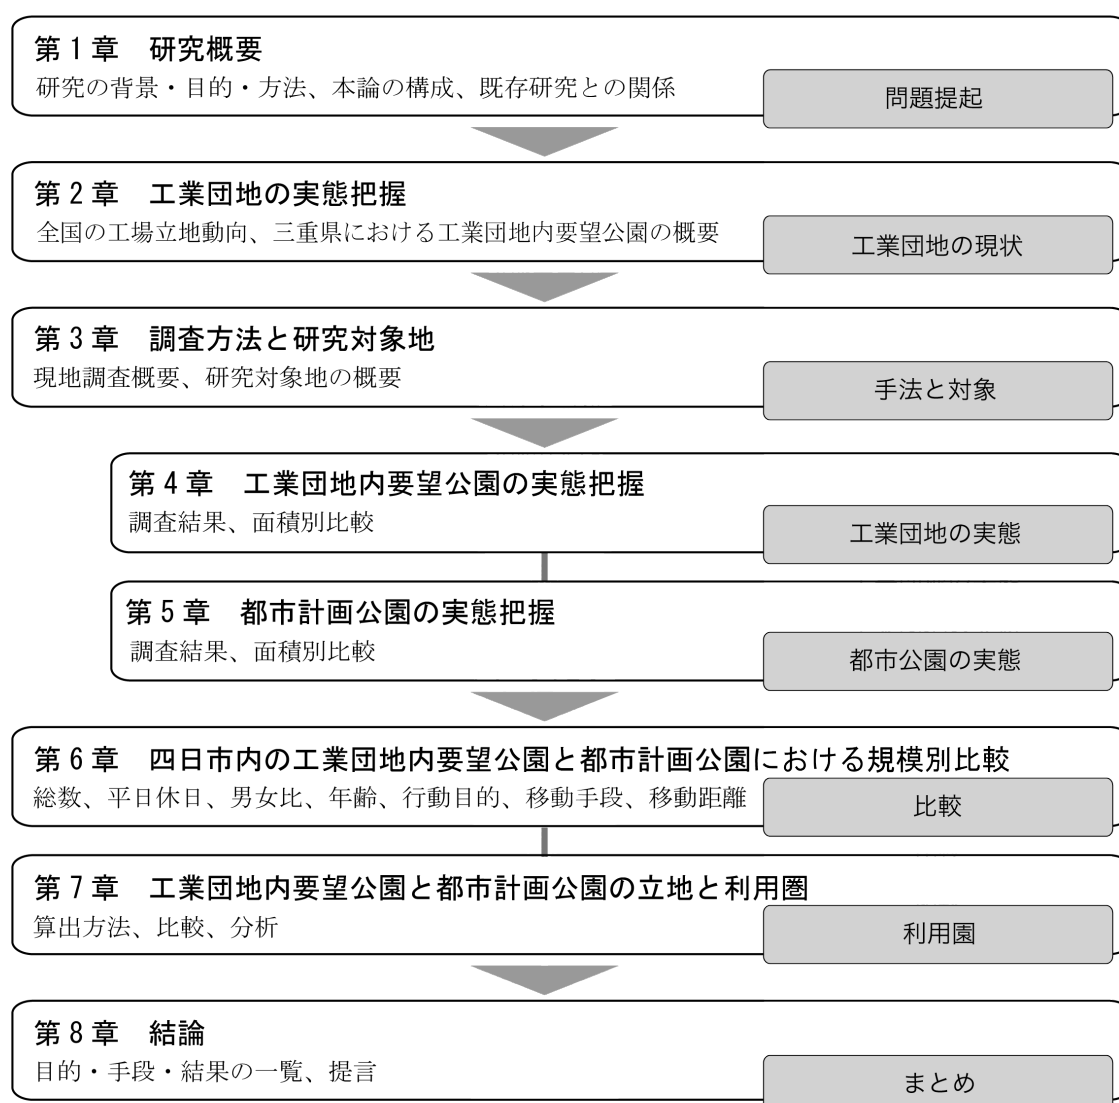 第１章　研究概要
研究の背景・目的・方法、本論の構成、既存研究との関係
問題提起
第２章　工業団地の実態把握
全国の工場立地動向、三重県における工業団地内要望公園の概要
工業団地の現状
第３章　調査方法と研究対象地
現地調査概要、研究対象地の概要
手法と対象
第４章　工業団地内要望公園の実態把握
調査結果、面積別比較
工業団地の実態
第５章　都市計画公園の実態把握
調査結果、面積別比較
都市公園の実態
第６章　四日市内の工業団地内要望公園と都市計画公園における規模別比較
総数、平日休日、男女比、年齢、行動目的、移動手段、移動距離
比較
第７章　工業団地内要望公園と都市計画公園の立地と利用圏
算出方法、比較、分析
利用園
第８章　結論
目的・手段・結果の一覧、提言
まとめ